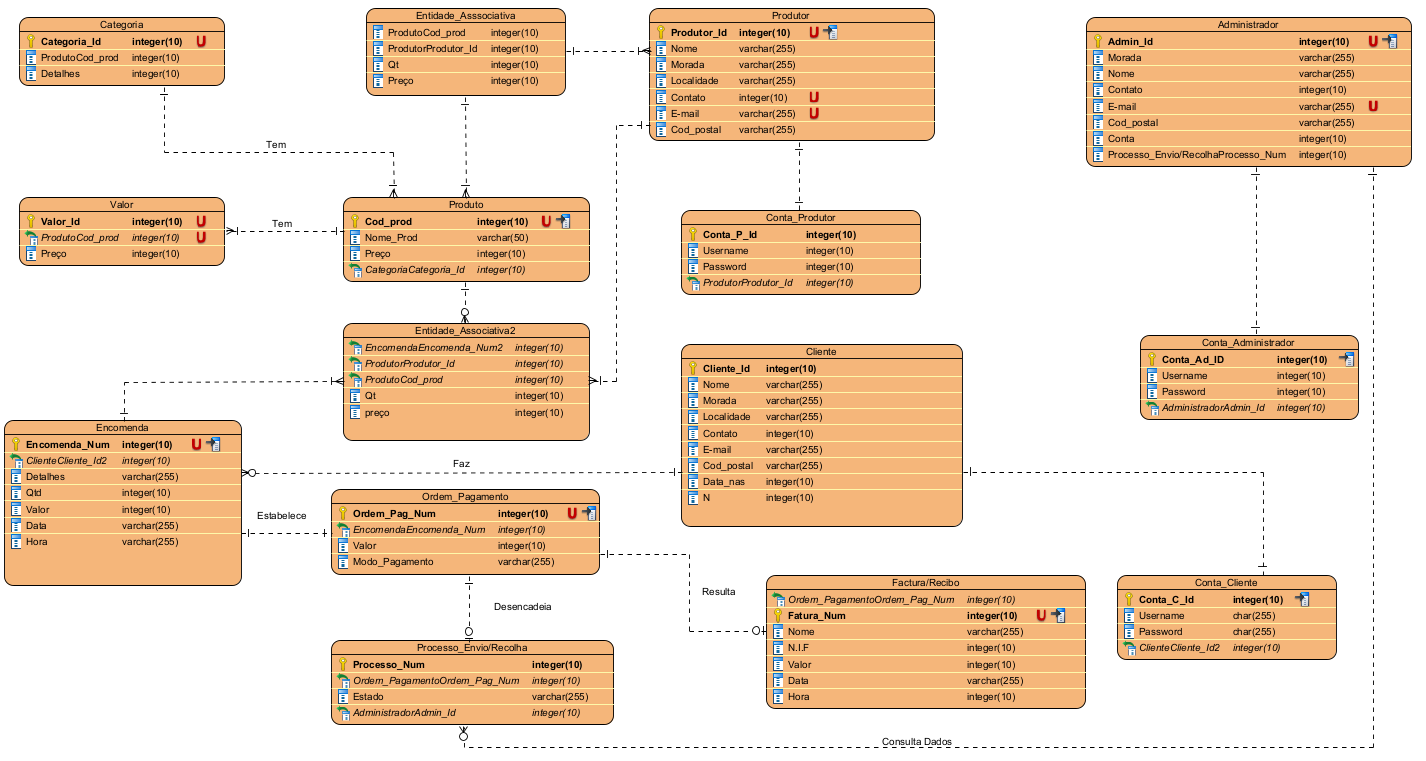 Categoria
Categoria_Id integer(10) U
ProdutoCod_prod integer(10)
Detalhes integer(10)
Entidade_Asssociativa
ProdutoCod_prod integer(10)
ProdutorProdutor_Id integer(10)
Qt integer(10)
Preço integer(10)
Produtor
Produtor_Id integer(10) U
Nome varchar(255)
Morada varchar(255)
Localidade varchar(255)
Contato integer(10) U
E-mail varchar(255) U
Cod_postal varchar(255)
Administrador
Admin_Id integer(10) U
Morada varchar(255)
Nome varchar(255)
Contato integer(10)
E-mail varchar(255) U
Cod_postal varchar(255)
Conta integer(10)
Processo_Envio/RecolhaProcesso_Num integer(10)
Tem
Valor
Valor_Id integer(10) U
ProdutoCod_prod integer(10) U
Preço integer(10)
Tem
Produto
Cod_prod integer(10) U
Nome_Prod varchar(50)
Preço integer(10)
CategoriaCategoria_Id integer(10)
Conta_Produtor
Conta_P_Id integer(10)
Username integer(10)
Password integer(10)
ProdutorProdutor_Id integer(10)
Entidade_Associativa2
EncomendaEncomenda_Num2 integer(10)
ProdutorProdutor_Id integer(10)
ProdutoCod_prod integer(10)
Qt integer(10)
preço integer(10)
Cliente
Cliente_Id integer(10)
Nome varchar(255)
Morada varchar(255)
Localidade varchar(255)
Contato integer(10)
E-mail varchar(255)
Cod_postal varchar(255)
Data_nas integer(10)
N integer(10)
Conta_Administrador
Conta_Ad_ID integer(10)
Username integer(10)
Password integer(10)
AdministradorAdmin_Id integer(10)
Encomenda
Encomenda_Num integer(10) U
ClienteCliente_Id2 integer(10)
Detalhes varchar(255)
Qtd integer(10)
Valor integer(10)
Data varchar(255)
Hora varchar(255)
Faz
Estabelece
Ordem_Pagamento
Ordem_Pag_Num integer(10) U
EncomendaEncomenda_Num integer(10)
Valor integer(10)
Modo_Pagamento varchar(255)
Desencadeia
Resulta
Factura/Recibo
Ordem_PagamentoOrdem_Pag_Num integer(10)
Fatura_Num integer(10) U
Nome varchar(255)
N.I.F integer(10)
Valor integer(10)
Data varchar(255)
Hora integer(10)
Conta_Cliente
Conta_C_Id integer(10)
Username char(255)
Password char(255)
ClienteCliente_Id2 integer(10)
Processo_Envio/Recolha
Processo_Num integer(10)
Ordem_PagamentoOrdem_Pag_Num integer(10)
Estado varchar(255)
AdministradorAdmin_Id integer(10)
Consulta Dados